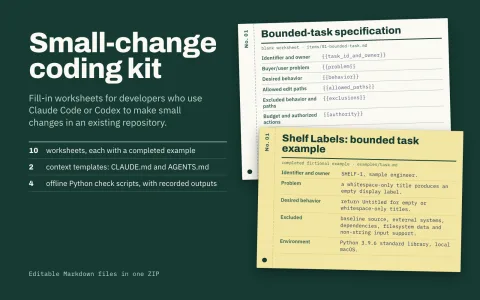 Small-change
coding kit
Fill-in worksheets for developers who use
Claude Code or Codex to make small
changes in an existing repository.
10 worksheets, each with a completed example
2 context templates: CLAUDE.md and AGENTS.md
4 offline Python check scripts, with recorded outputs
Editable Markdown files in one ZIP
No. 01
Bounded-task specification
blank worksheet · items/01-bounded-task.md
Identifier and owner {{task_id_and_owner}}
Buyer/user problem {{problem}}
Desired behavior {{behavior}}
Allowed edit paths {{allowed_paths}}
Excluded behavior and {{exclusions}}
paths
Budget and authorized {{authority}}
actions
No. 01
Shelf Labels: bounded task
example
completed fictional example · examples/task.md
Identifier and owner SHELF-1, sample engineer.
Problem a whitespace-only title produces an
empty display label.
Desired behavior return Untitled for empty or
whitespace-only titles.
Excluded baseline source, external systems,
dependencies, filesystem data and
non-string input support.
Environment Python 3.9.6 standard library, local
macOS.